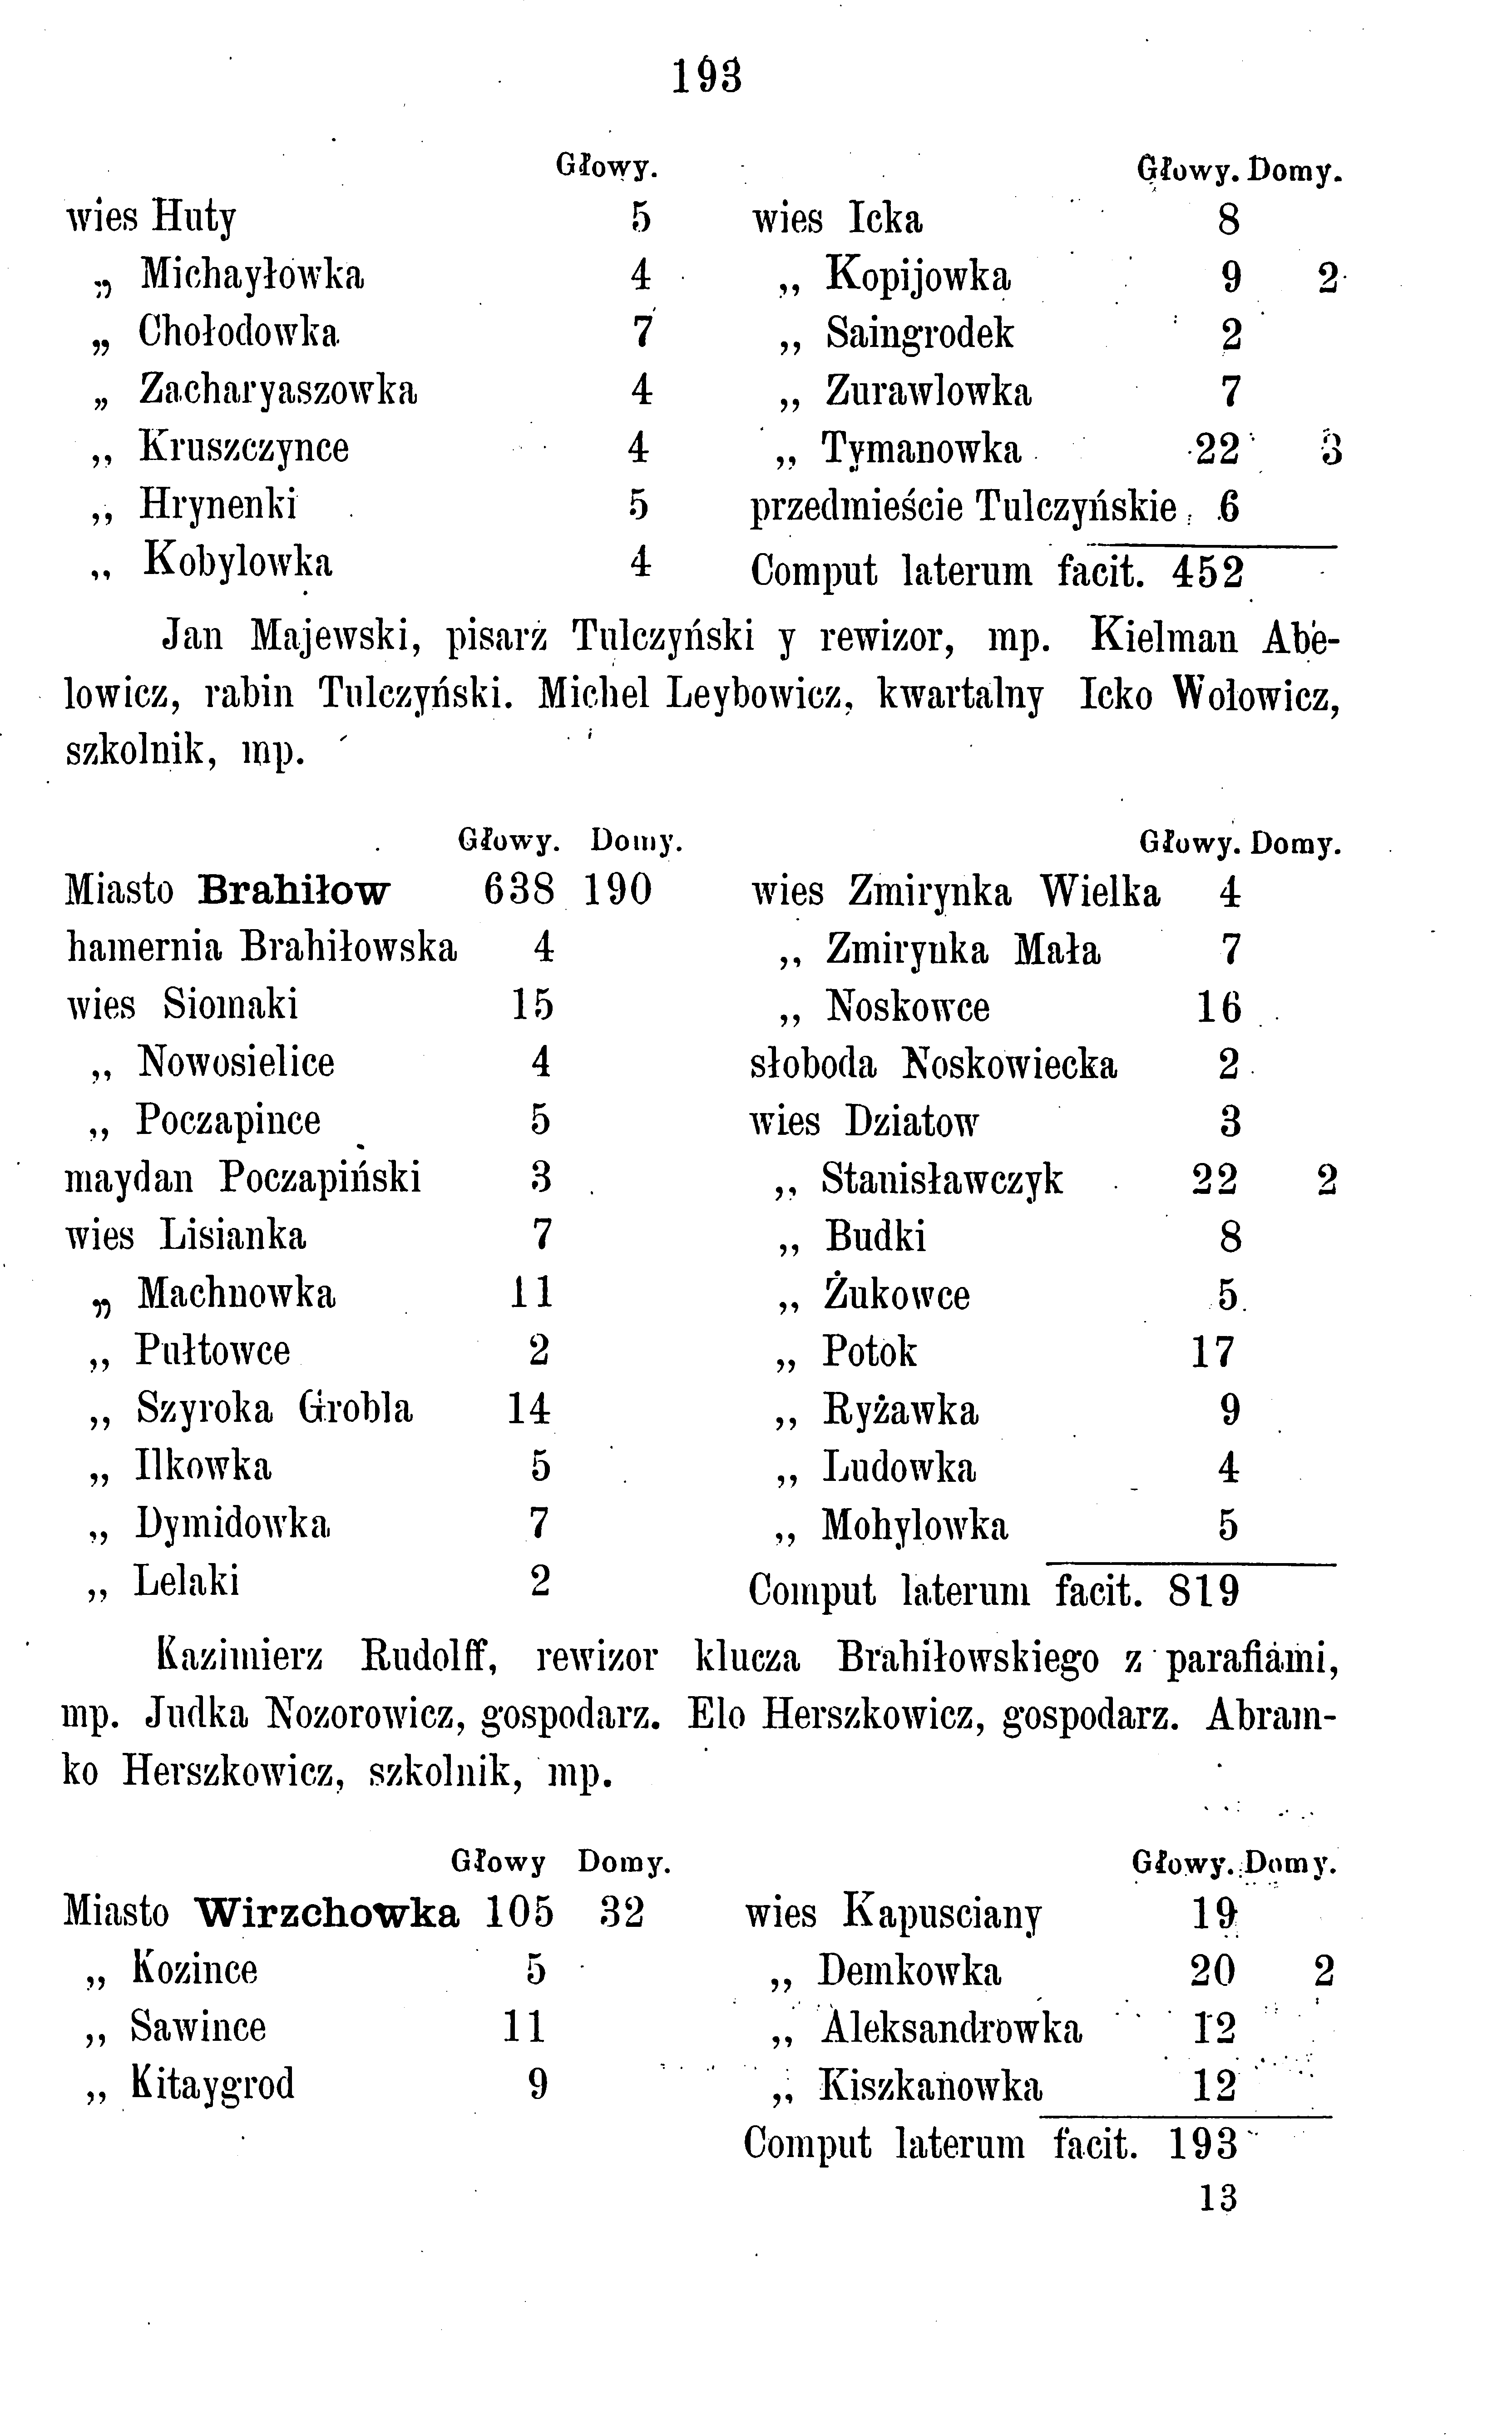 193
Głowy.
wies Huty 5
„ Michayłowka 4
„ Chołodowka 7
„ Zacharyaszowka 4
„ Kruszczynce 4
„ Hrynenki 5
„ Kobylowka 4
Głowy. Domy.
wies Icka 8
„ Kopijowka 9 2
„ Saingrodek 2
„ Zurawlowka 7
„ Tymanowka 22 3
przedmieście Tulczyńskie 6
Comput laterum facit. 452
Jan Majewski, pisarz Tulczyński y rewizor, mp. Kielman Abe-
lowicz, rabin Tulczyński. Michel Leybowicz, kwartalny Icko Wolowicz,
szkolnik, mp.
Głowy. Domy.
Miasto Brahiłow 638 190
hamernia Brahiłowska 4
wies Siomaki 15
„ Nowosielice 4
„ Poczapince 5
maydan Poczapiński 3
wies Lisianka 7
„ Machnowka 11
„ Pułtowce 2
„ Szyroka Grobla 14
„ Ilkowka 5
„ Dymidowka 7
„ Lelaki 2
Głowy. Domy.
wies Zmirynka Wielka 4
„ Zmirynka Mała 7
„ Noskowce 16
słoboda Noskowiecka 2
wies Dziatow 3
„ Stanisławczyk 22 2
„ Budki 8
„ Żukowce 5
„ Potok 17
„ Ryżawka 9
„ Ludowka 4
„ Mohylowka 5
Comput laterum facit. 819
Kazimierz Rudolff, rewizor klucza Brahiłowskiego z parafiami,
mp. Judka Nozorowicz, gospodarz. Elo Herszkowicz, gospodarz. Abram-
ko Herszkowicz, szkolnik, mp.
Głowy Domy.
Miasto Wirzchowka 105 32
„ Kozince 5
„ Sawince 11
„ Kitaygrod 9
Głowy. Domy.
wies Kapusciany 19
„ Demkowka 20 2
„ Aleksandrowka 12
„ Kiszkanowka 12
Comput laterum facit. 193
13